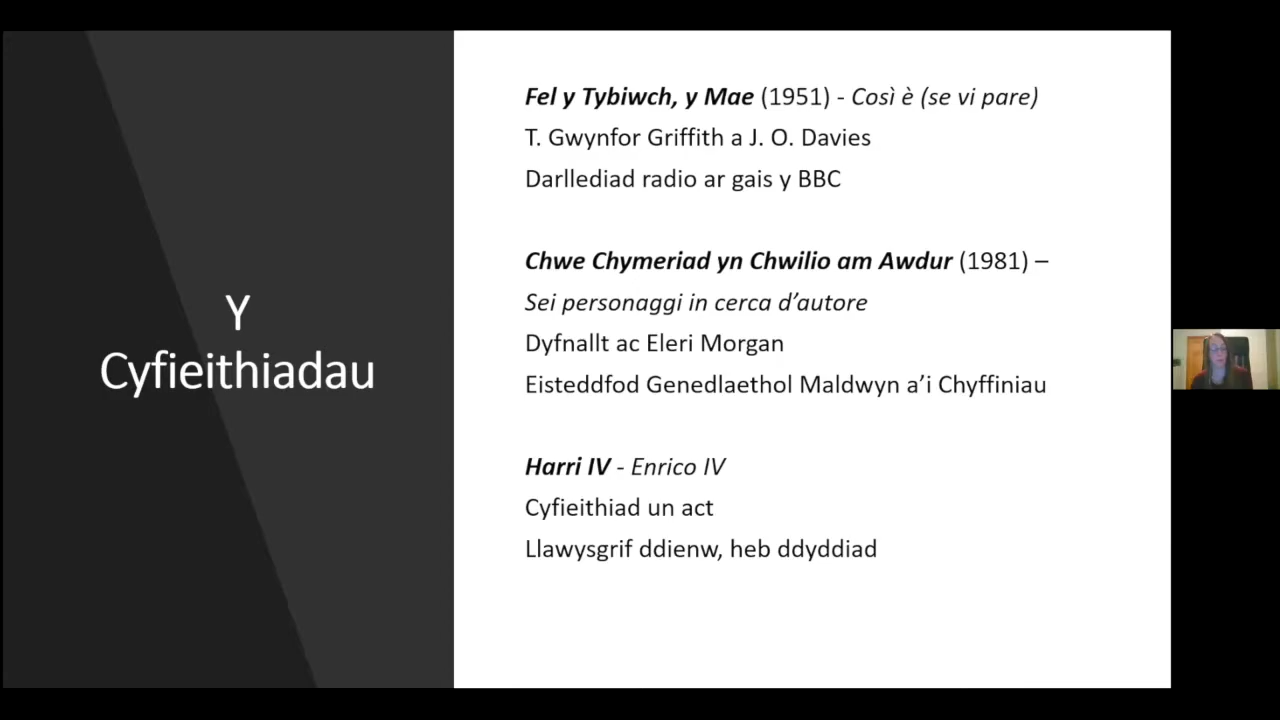 Y
Cyfieithiadau
Fel y Tybiwch, y Mae (1951) - Così è (se vi pare)
T. Gwynfor Griffith a J. O. Davies
Darllediad radio ar gais y BBC
Chwe Chymeriad yn Chwilio am Awdur (1981) –
Sei personaggi in cerca d’autore
Dyfnallt ac Eleri Morgan
Eisteddfod Genedlaethol Maldwyn a’i Chyffiniau
Harri IV - Enrico IV
Cyfieithiad un act
Llawysgrif ddienw, heb ddyddiad